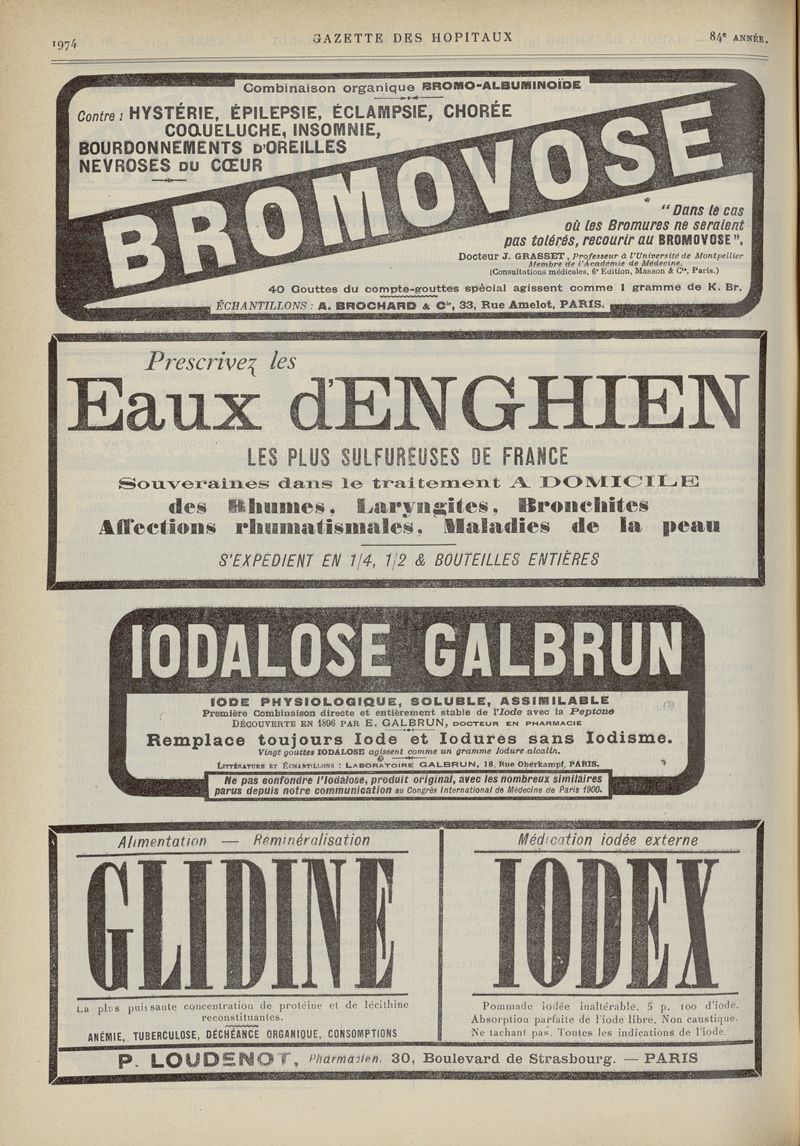 1974
GAZETTE DES HOPITAUX
84e ANNÉE.
Combinaison organique BROMO-ALBUMINOÏDE
Contre : HYSTÉRIE, ÉPILEPSIE, ÉCLAMPSIE, CHORÉE
COQUELUCHE, INSOMNIE,
BOURDONNEMENTS D'OREILLES
NEVROSES DU CŒUR
BROMOVOSE
"Dans le cas
où les Bromures ne seraient
pas tolérés, recourir au BROMOVOSE".
Docteur J. GRASSET, Professeur à l'Université de Montpellier
Membre de l'Académie de Médecine.
(Consultations médicales, 6e Edition, Masson & Cie, Paris.)
40 Gouttes du compte-gouttes spécial agissent comme 1 gramme de K. Br.
ÉCHANTILLONS : A. BROCHARD & Cie, 33, Rue Amelot, PARIS.
Prescrivez les
Eaux d'ENGHIEN
LES PLUS SULFUREUSES DE FRANCE
Souveraines dans le traitement A DOMICILE
des Rhumes, Laryngites, Bronchites
Affections rhumatismales, Maladies de la peau
S'EXPÉDIENT EN 1/4, 1/2 & BOUTEILLES ENTIÈRES
IODALOSE GALBRUN
IODE PHYSIOLOGIQUE, SOLUBLE, ASSIMILABLE
Première Combinaison directe et entièrement stable de l'Iode avec la Peptone
DÉCOUVERTE EN 1896 PAR E. GALBRUN, DOCTEUR EN PHARMACIE
Remplace toujours Iode et Iodures sans Iodisme.
Vingt gouttes IODALOSE agissent comme un gramme Iodure alcalin.
LITTÉRATURE ET ÉCHANTILLONS : LABORATOIRE GALBRUN, 18, Rue Oberkampf, PARIS.
Ne pas confondre l'Iodalose, produit original, avec les nombreux similaires
parus depuis notre communication au Congrès International de Médecine de Paris 1900.
Alimentation — Reminéralisation
GLIDINE
La plus puissante concentration de protéine et de lécithine
reconstituantes.
ANÉMIE, TUBERCULOSE, DÉCHÉANCE ORGANIQUE, CONSOMPTIONS
Médication iodée externe
IODEX
Pommade iodée inaltérable. 5 p. 100 d'iode.
Absorption parfaite de l'iode libre. Non caustique.
Ne tachant pas. Toutes les indications de l'iode.
P. LOUDENOT, Pharmacien, 30, Boulevard de Strasbourg. — PARIS